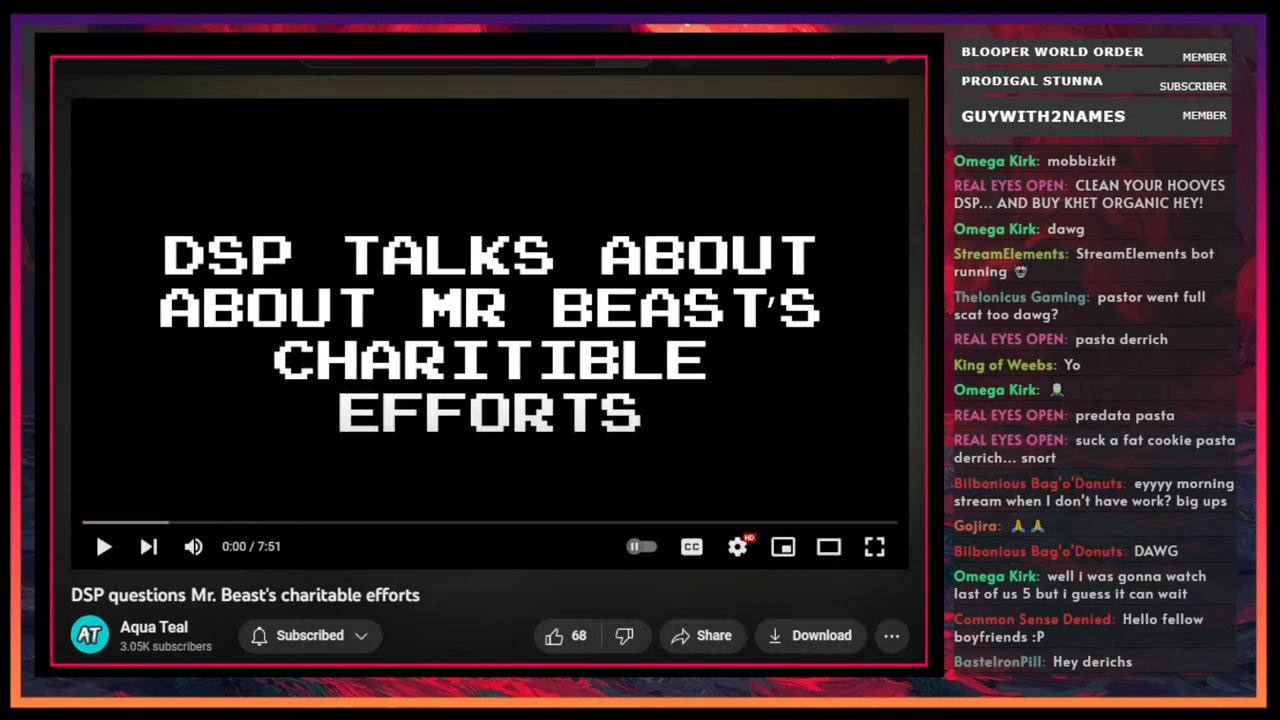 DSP TALKS ABOUT
ABOUT MR BEAST'S
CHARITIBLE
EFFORTS
0:00 / 7:51
CC
HD
DSP questions Mr. Beast's charitable efforts
AT
Aqua Teal
3.05K subscribers
Subscribed
68
Share
Download
BLOOPER WORLD ORDER
MEMBER
PRODIGAL STUNNA
SUBSCRIBER
GUYWITH2NAMES
MEMBER
Omega Kirk: mobbizkit
REAL EYES OPEN: CLEAN YOUR HOOVES
DSP... AND BUY KHET ORGANIC HEY!
Omega Kirk: dawg
StreamElements: StreamElements bot
running
Thelonicus Gaming: pastor went full
scat too dawg?
REAL EYES OPEN: pasta derrich
King of Weebs: Yo
Omega Kirk:
REAL EYES OPEN: predata pasta
REAL EYES OPEN: suck a fat cookie pasta
derrich... snort
Bilbonious Bag'o'Donuts: eyyyy morning
stream when I don't have work? big ups
Gojira: 🙏 🙏
Bilbonious Bag'o'Donuts: DAWG
Omega Kirk: well i was gonna watch
last of us 5 but i guess it can wait
Common Sense Denied: Hello fellow
boyfriends :P
BasteIronPill: Hey derichs